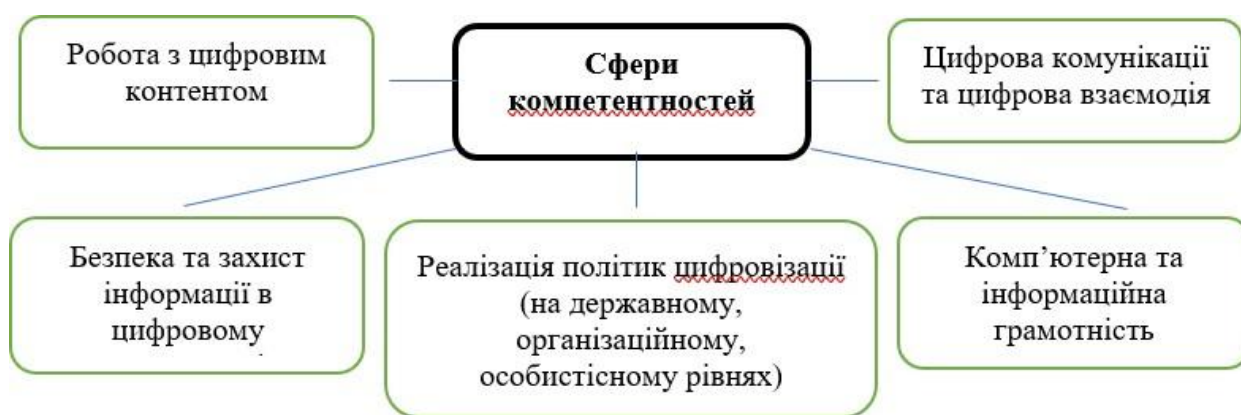 Робота з цифровим
контентом
Сфери
компетентностей
Цифрова комунікації
та цифрова взаємодія
Безпека та захист
інформації в
цифровому
Реалізація політик цифровізації
(на державному,
організаційному,
особистісному рівнях)
Комп’ютерна та
інформаційна
грамотність